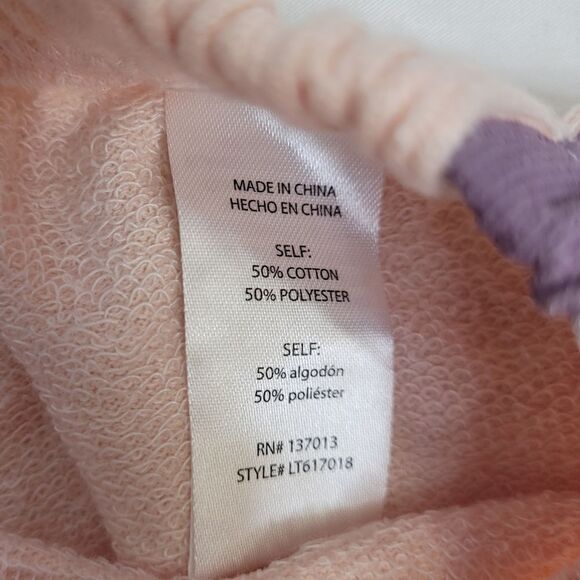 MADE IN CHINA
HECHO EN CHINA
SELF:
50% COTTON
50% POLYESTER
SELF:
50% algodón
50% poliéster
RN# 137013
STYLE# LT617018